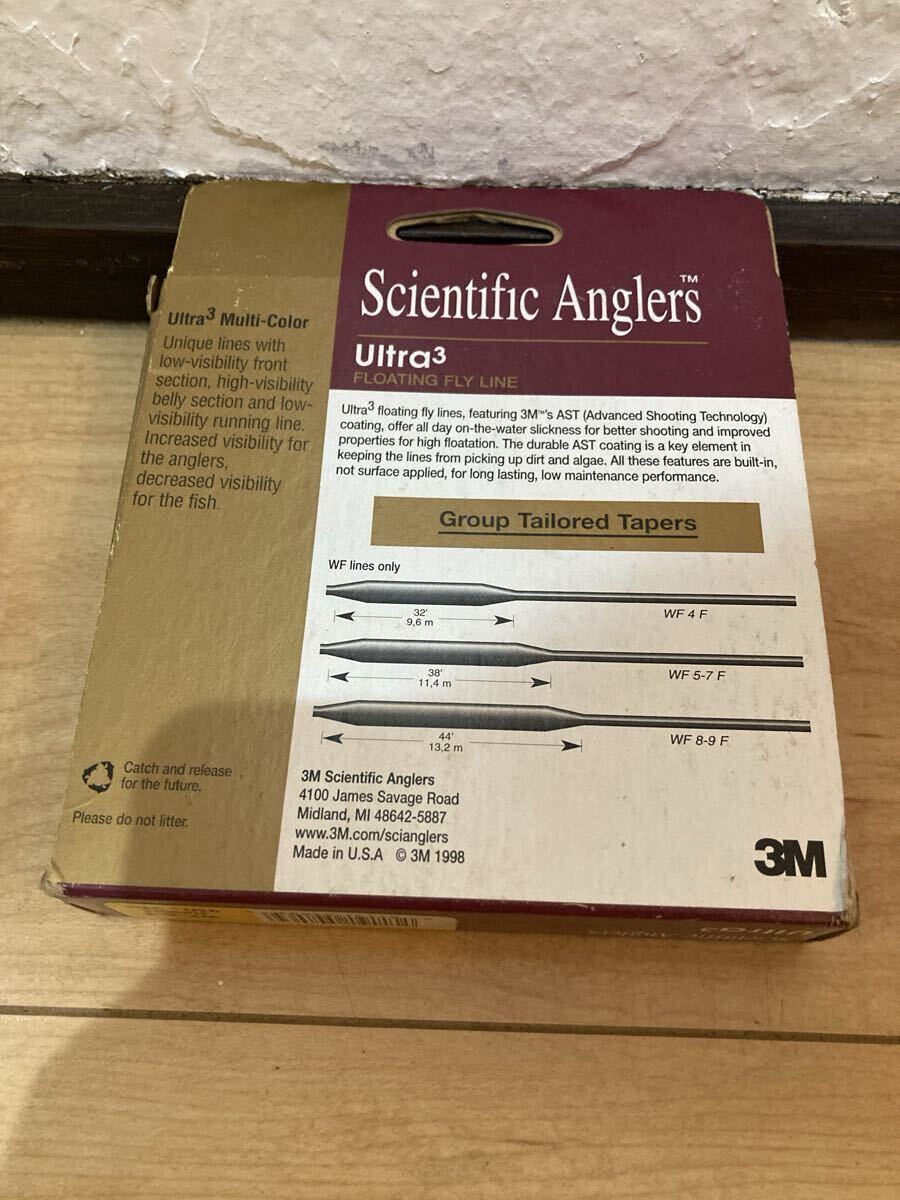 Scientific Anglers™
Ultra3
FLOATING FLY LINE
Ultra3 Multi-Color
Unique lines with
low-visibility front
section, high-visibility
belly section and low-
visibility running line.
Increased visibility for
the anglers,
decreased visibility
for the fish.
Ultra3 floating fly lines, featuring 3M™'s AST (Advanced Shooting Technology)
coating, offer all day on-the-water slickness for better shooting and improved
properties for high floatation. The durable AST coating is a key element in
keeping the lines from picking up dirt and algae. All these features are built-in,
not surface applied, for long lasting, low maintenance performance.
Group Tailored Tapers
WF lines only
32'
9,6 m
WF 4 F
38'
11,4 m
WF 5-7 F
44'
13,2 m
WF 8-9 F
Catch and release
for the future.
Please do not litter.
3M Scientific Anglers
4100 James Savage Road
Midland, MI 48642-5887
www.3M.com/scianglers
Made in U.S.A © 3M 1998
3M
Ultra3
Scientific Anglers